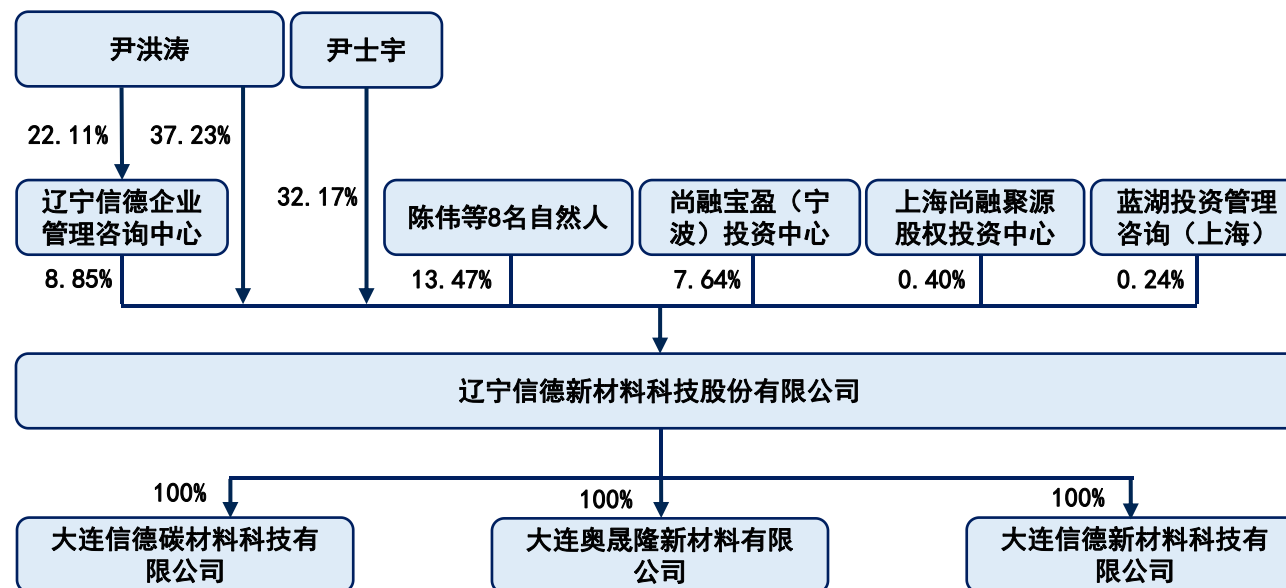 尹洪涛
尹士宇
22.11%
37.23%
32.17%
辽宁信德企业
管理咨询中心
陈伟等8名自然人
尚融宝盈（宁
波）投资中心
上海尚融聚源
股权投资中心
蓝湖投资管理
咨询（上海）
8.85%
13.47%
7.64%
0.40%
0.24%
辽宁信德新材料科技股份有限公司
100%
100%
100%
大连信德碳材料科技有
限公司
大连奥晟隆新材料有限
公司
大连信德新材料科技有
限公司